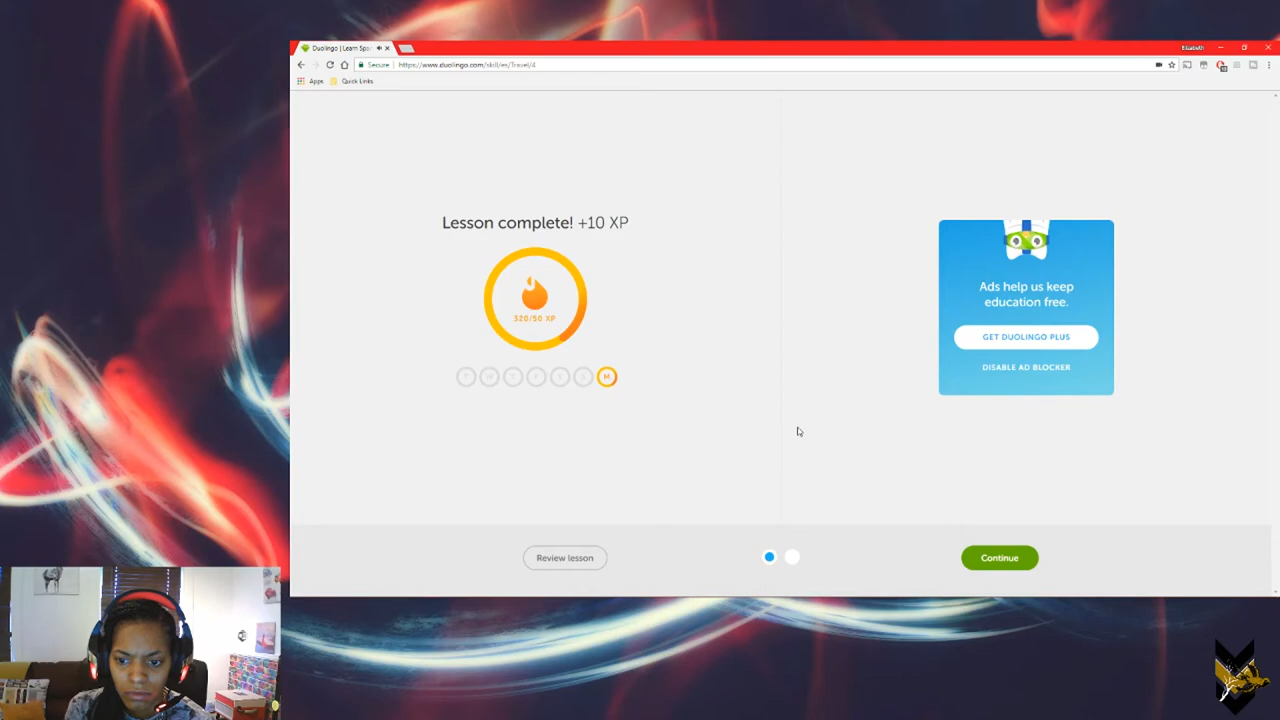 Duolingo | Learn Spa
Elizabeth
Secure
https://www.duolingo.com/skill/es/Travel/4
Apps
Quick Links
Lesson complete! +10 XP
320/50 XP
T W T F S S M
Ads help us keep
education free.
GET DUOLINGO PLUS
DISABLE AD BLOCKER
Review lesson
Continue